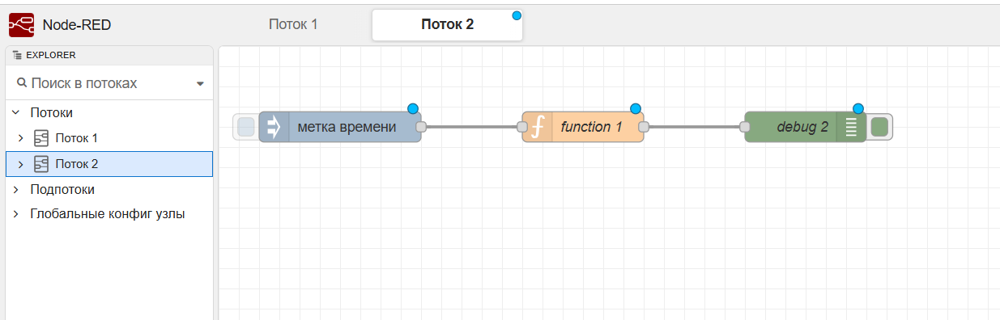 Node-RED
Поток 1
Поток 2
EXPLORER
Поиск в потоках
Потоки
Поток 1
Поток 2
Подпотоки
Глобальные конфиг узлы
метка времени
function 1
debug 2